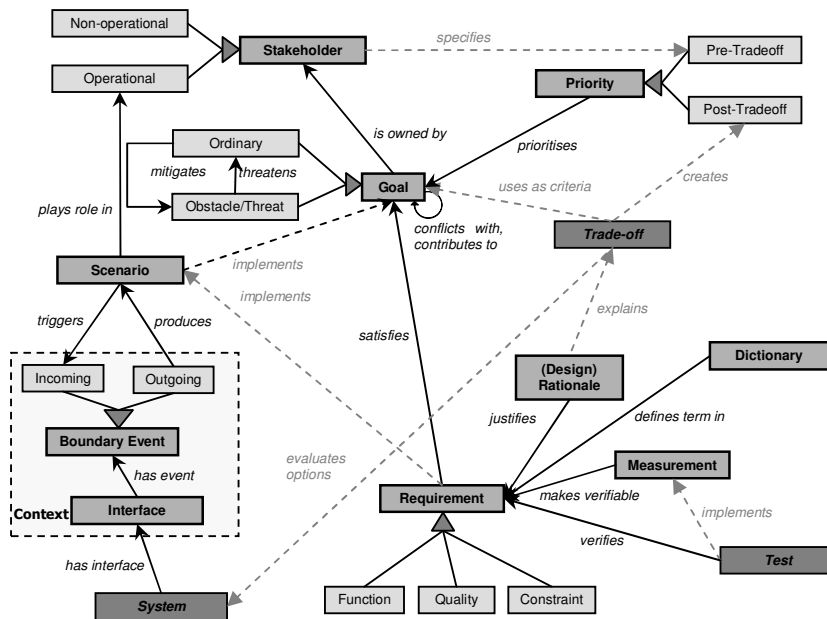 Non-operational
Stakeholder
specifies
Pre-Tradeoff
Operational
Priority
Post-Tradeoff
is owned by
Ordinary
mitigates
threatens
prioritises
Goal
uses as criteria
creates
Obstacle/Threat
plays role in
conflicts with,
contributes to
Trade-off
Scenario
implements
implements
explains
triggers
produces
satisfies
Incoming
Outgoing
(Design)
Rationale
Dictionary
justifies
defines term in
Boundary Event
evaluates
options
Measurement
has event
Requirement
makes verifiable
Context
Interface
implements
verifies
has interface
Test
System
Function
Quality
Constraint